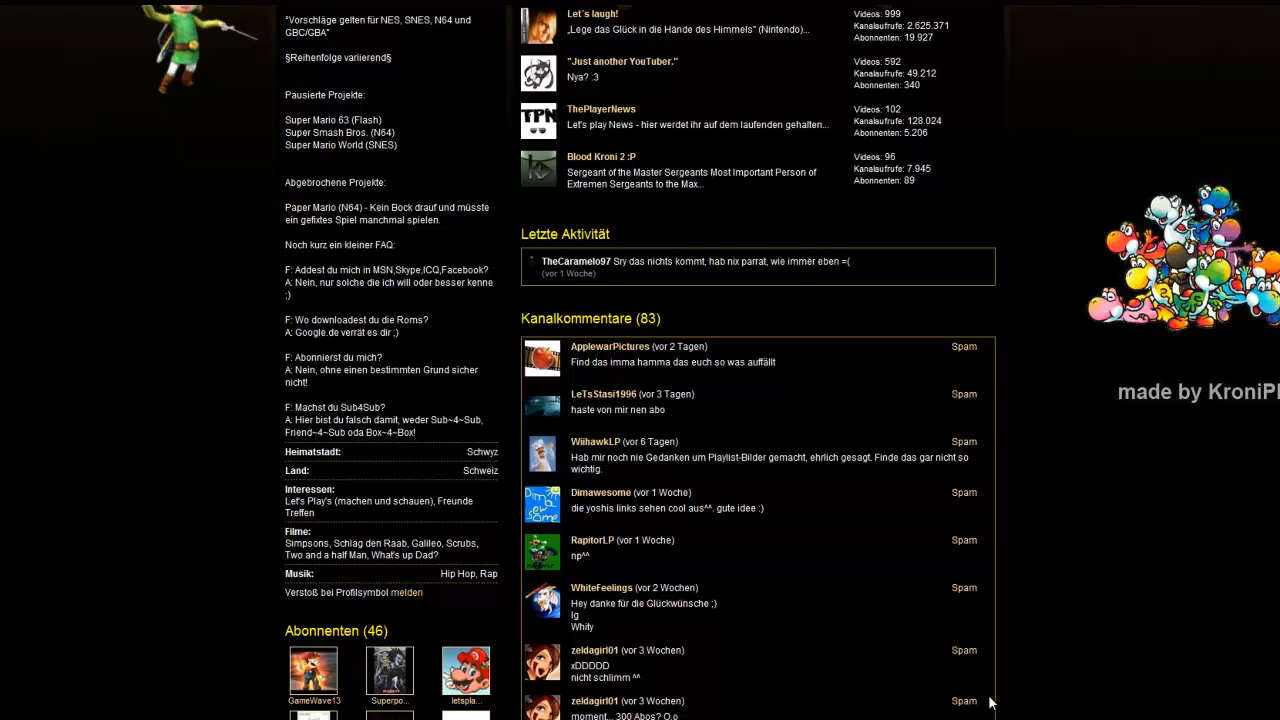 "Vorschläge gelten für NES, SNES, N64 und
GBC/GBA"
§Reihenfolge variierend§
Pausierte Projekte:
Super Mario 63 (Flash)
Super Smash Bros. (N64)
Super Mario World (SNES)
Abgebrochene Projekte:
Paper Mario (N64) - Kein Bock drauf und müsste
ein gefixtes Spiel manchmal spielen.
Noch kurz ein kleiner FAQ:
F: Addest du mich in MSN,Skype,ICQ,Facebook?
A: Nein, nur solche die ich will oder besser kenne
;)
F: Wo downloadest du die Roms?
A: Google.de verrät es dir ;)
F: Abonnierst du mich?
A: Nein, ohne einen bestimmten Grund sicher
nicht!
F: Machst du Sub4Sub?
A: Hier bist du falsch damit, weder Sub~4~Sub,
Friend~4~Sub oda Box~4~Box!
Heimatstadt: Schwyz
Land: Schweiz
Interessen:
Let's Play's (machen und schauen), Freunde
Treffen
Filme:
Simpsons, Schlag den Raab, Galileo, Scrubs,
Two and a half Man, What's up Dad?
Musik: Hip Hop, Rap
Verstoß bei Profilsymbol melden
Abonnenten (46)
GameWave13 Superpo... letspla...
Let´s laugh!
„Lege das Glück in die Hände des Himmels" (Nintendo)...
Videos: 999
Kanalaufrufe: 2.625.371
Abonnenten: 19.927
"Just another YouTuber."
Nya? :3
Videos: 592
Kanalaufrufe: 49.212
Abonnenten: 340
TPN
ThePlayerNews
Let's play News - hier werdet ihr auf dem laufenden gehalten...
Videos: 102
Kanalaufrufe: 128.024
Abonnenten: 5.206
Blood Kroni 2 :P
Sergeant of the Master Sergeants Most Important Person of
Extremen Sergeants to the Max...
Videos: 96
Kanalaufrufe: 7.945
Abonnenten: 89
Letzte Aktivität
TheCaramelo97 Sry das nichts kommt, hab nix parrat, wie immer eben =(
(vor 1 Woche)
Kanalkommentare (83)
ApplewarPictures (vor 2 Tagen) Spam
Find das imma hamma das euch so was auffällt
LeTsStasi1996 (vor 3 Tagen) Spam
haste von mir nen abo
WiihawkLP (vor 6 Tagen) Spam
Hab mir noch nie Gedanken um Playlist-Bilder gemacht, ehrlich gesagt. Finde das gar nicht so
wichtig.
Dima
ew
some
Dimawesome (vor 1 Woche) Spam
die yoshis links sehen cool aus^^. gute idee :)
RapitorLP (vor 1 Woche) Spam
np^^
WhiteFeelings (vor 2 Wochen) Spam
Hey danke für die Glückwünsche ;)
lg
Whity
zeldagirl01 (vor 3 Wochen) Spam
xDDDDD
nicht schlimm ^^
zeldagirl01 (vor 3 Wochen) Spam
moment... 300 Abos? O.o
made by KroniPl